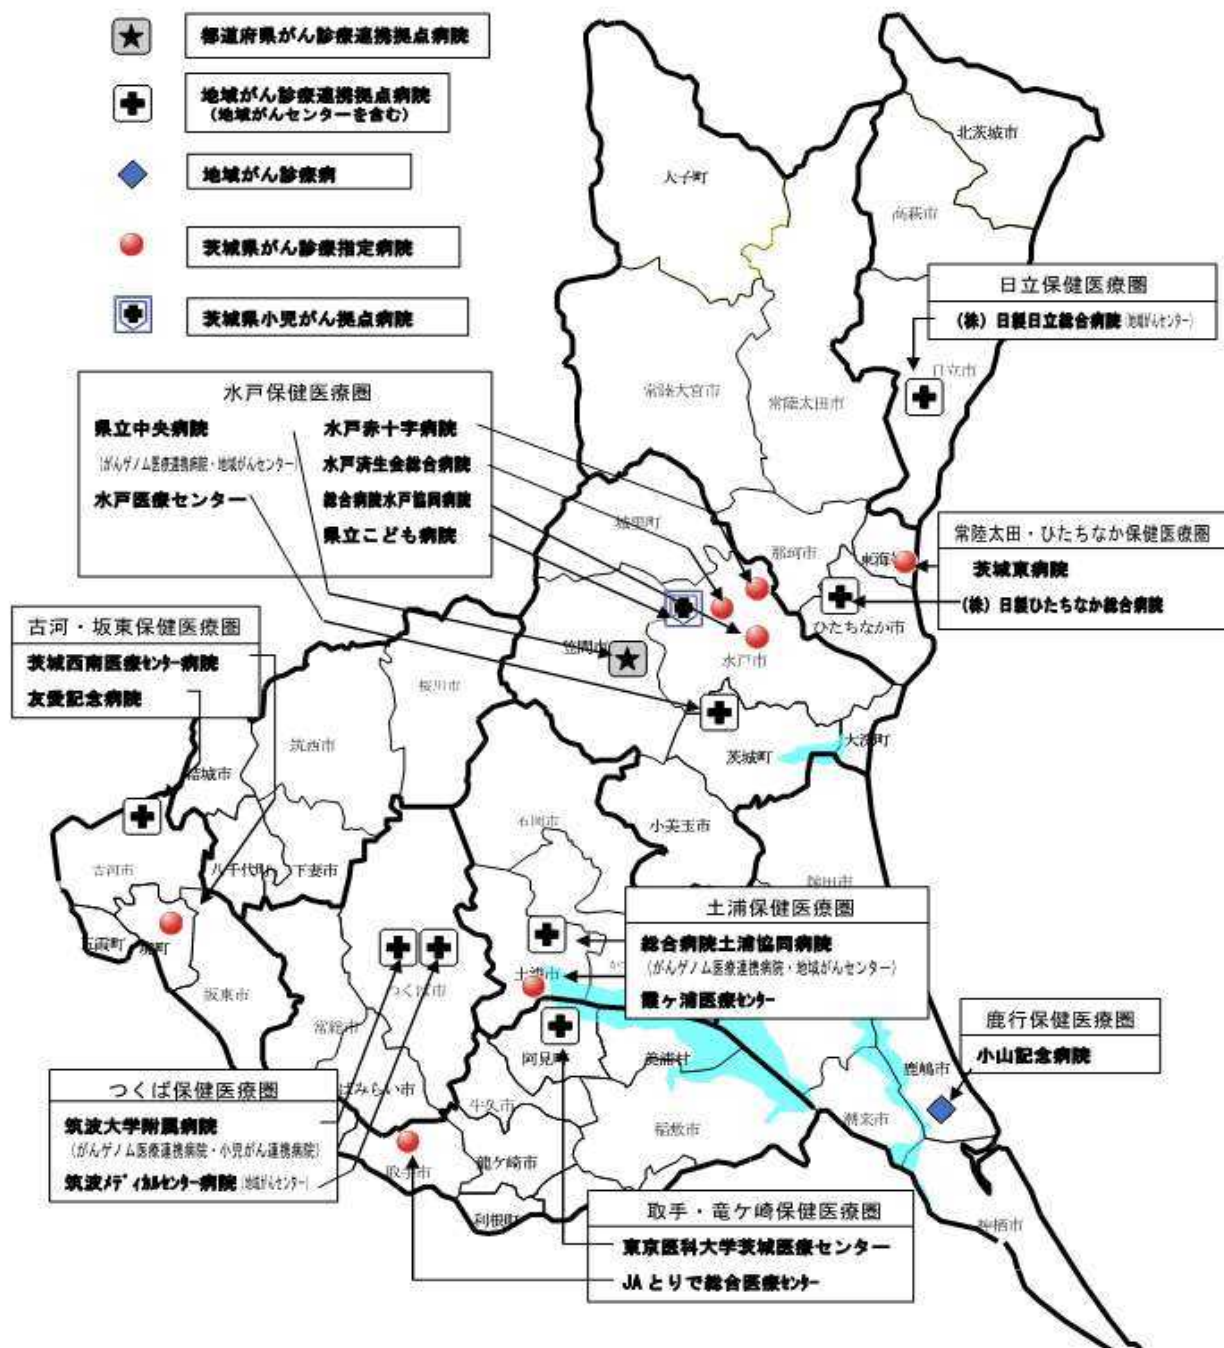 都道府県がん診療連携拠点病院
地域がん診療連携拠点病院
(地域がんセンターを含む)
地域がん診療病
茨城県がん診療指定病院
茨城県小児がん拠点病院
北茨城市
大子町
高萩市
日立保健医療圏
(株)日製日立総合病院(地域がんセンター)
日立市
常陸大宮市
常陸太田市
水戸保健医療圏
県立中央病院
(がんゲノム医療連携病院・地域がんセンター)
水戸医療センター
水戸赤十字病院
水戸済生会総合病院
総合病院水戸協同病院
県立こども病院
城里町
那珂市
東海
常陸太田・ひたちなか保健医療圏
茨城東病院
(株)日製ひたちなか総合病院
ひたちなか市
笠間市
水戸市
茨城町
大洗町
古河・坂東保健医療圏
茨城西南医療センター病院
友愛記念病院
桜川市
筑西市
結城市
石岡市
小美玉市
古河市
八千代町
下妻市
鉾田市
五霞町
境町
坂東市
土浦保健医療圏
総合病院土浦協同病院
(がんゲノム医療連携病院・地域がんセンター)
霞ヶ浦医療センター
土浦市
か
つくば市
常総市
阿見町
美浦村
鹿行保健医療圏
小山記念病院
鹿嶋市
つくば保健医療圏
筑波大学附属病院
(がんゲノム医療連携病院・小児がん連携病院)
筑波メディカルセンター病院(地域がんセンター)
ばみらい市
牛久市
稲敷市
潮来市
取手市
龍ケ崎市
利根町
神栖市
取手・竜ケ崎保健医療圏
東京医科大学茨城医療センター
JAとりで総合医療センター